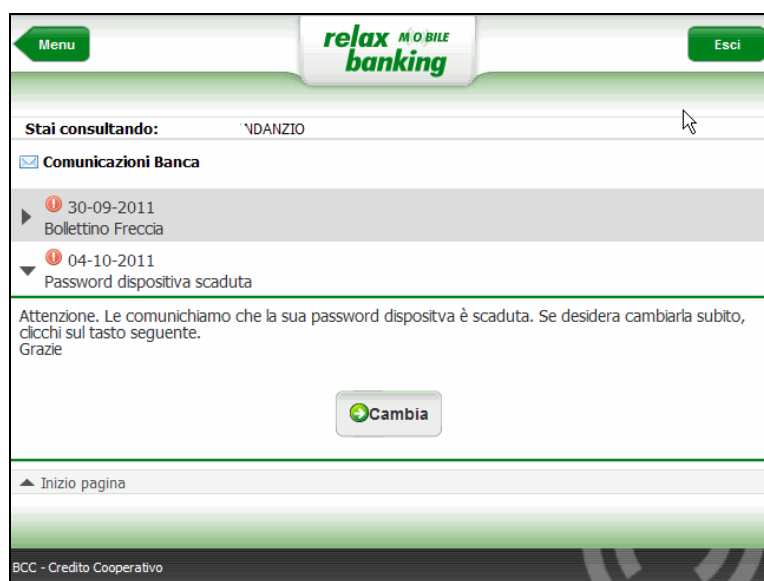 Menu
relax MOBILE
banking
Esci
Stai consultando: NDANZIO
Comunicazioni Banca
30-09-2011
Bollettino Freccia
04-10-2011
Password dispositiva scaduta
Attenzione. Le comunichiamo che la sua password dispositva è scaduta. Se desidera cambiarla subito,
clicchi sul tasto seguente.
Grazie
Cambia
Inizio pagina
BCC - Credito Cooperativo